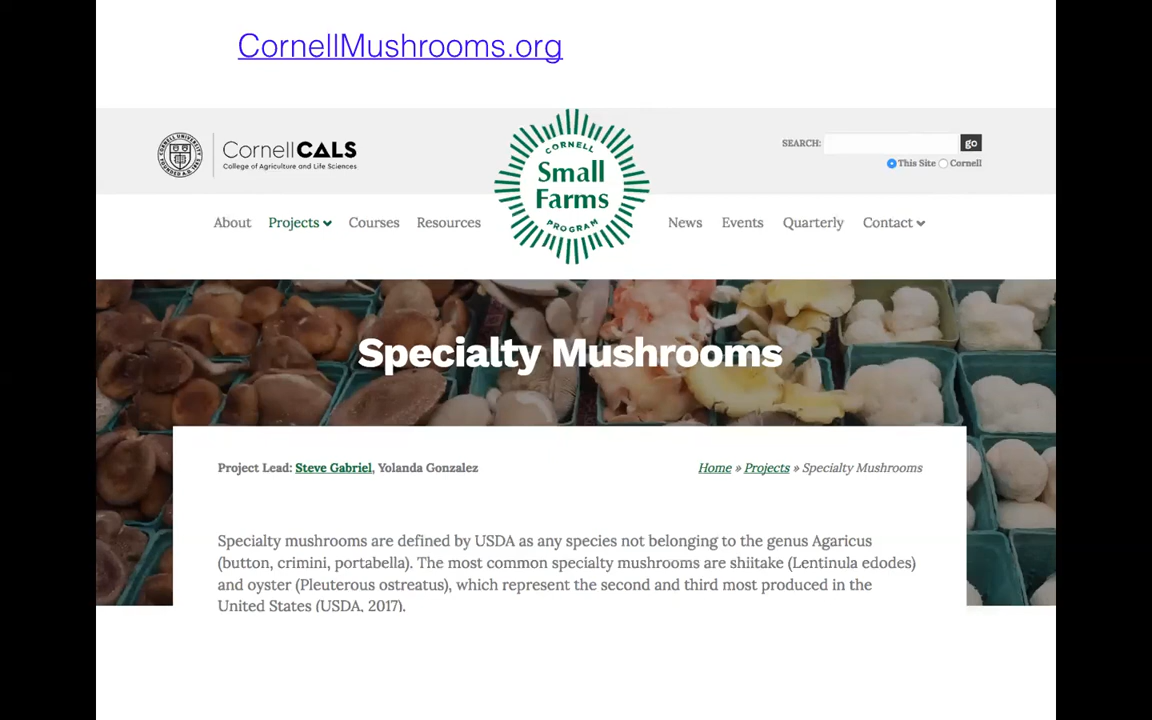 CornellMushrooms.org
CornellCALS
College of Agriculture and Life Sciences
CORNELL
Small
Farms
PROGRAM
SEARCH:
go
This Site Cornell
About Projects Courses Resources
News Events Quarterly Contact
Specialty Mushrooms
Project Lead: Steve Gabriel, Yolanda Gonzalez
Home » Projects » Specialty Mushrooms
Specialty mushrooms are defined by USDA as any species not belonging to the genus Agaricus
(button, crimini, portabella). The most common specialty mushrooms are shiitake (Lentinula edodes)
and oyster (Pleuterous ostreatus), which represent the second and third most produced in the
United States (USDA, 2017).